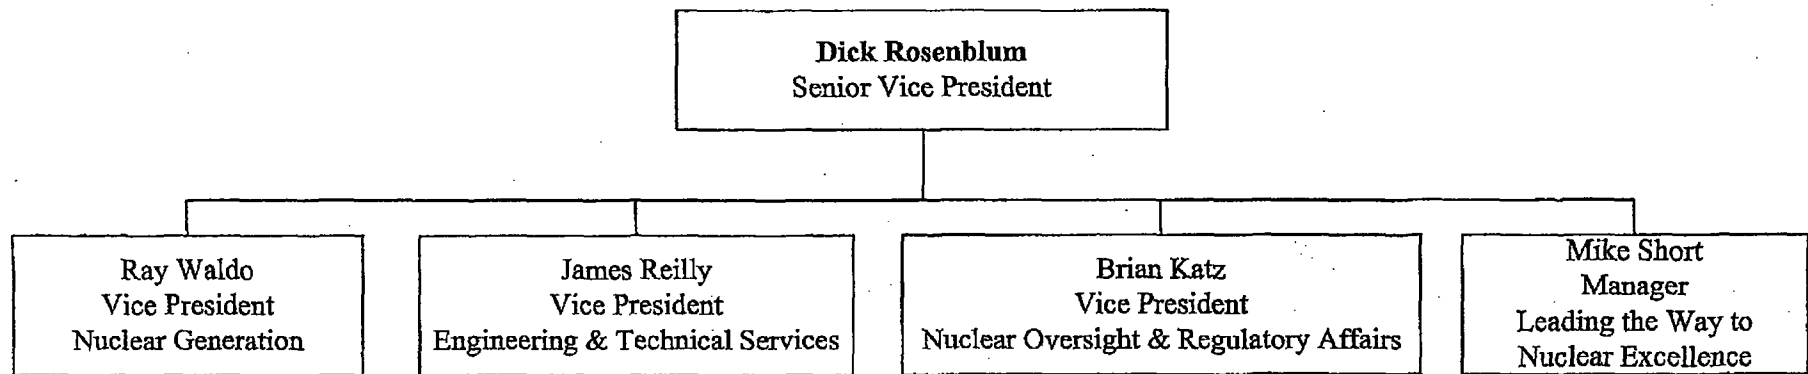 Dick Rosenblum
Senior Vice President
Ray Waldo
Vice President
Nuclear Generation
James Reilly
Vice President
Engineering & Technical Services
Brian Katz
Vice President
Nuclear Oversight & Regulatory Affairs
Mike Short
Manager
Leading the Way to
Nuclear Excellence